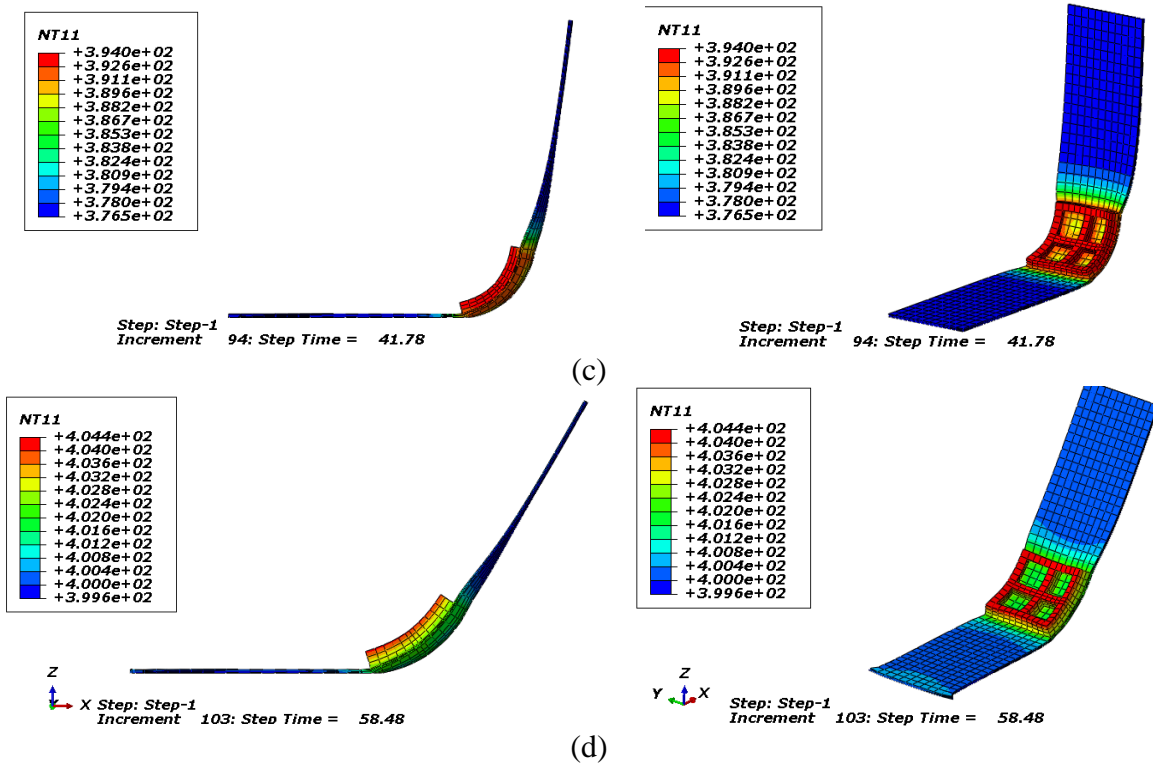 NT11
+3.940e+02
+3.926e+02
+3.911e+02
+3.896e+02
+3.882e+02
+3.867e+02
+3.853e+02
+3.838e+02
+3.824e+02
+3.809e+02
+3.794e+02
+3.780e+02
+3.765e+02
Step: Step-1
Increment 94: Step Time = 41.78
NT11
+3.940e+02
+3.926e+02
+3.911e+02
+3.896e+02
+3.882e+02
+3.867e+02
+3.853e+02
+3.838e+02
+3.824e+02
+3.809e+02
+3.794e+02
+3.780e+02
+3.765e+02
Step: Step-1
Increment 94: Step Time = 41.78
(c)
NT11
+4.044e+02
+4.040e+02
+4.036e+02
+4.032e+02
+4.028e+02
+4.024e+02
+4.020e+02
+4.016e+02
+4.012e+02
+4.008e+02
+4.004e+02
+4.000e+02
+3.996e+02
Z
X
Step: Step-1
Increment 103: Step Time = 58.48
NT11
+4.044e+02
+4.040e+02
+4.036e+02
+4.032e+02
+4.028e+02
+4.024e+02
+4.020e+02
+4.016e+02
+4.012e+02
+4.008e+02
+4.004e+02
+4.000e+02
+3.996e+02
Z
Y X
Step: Step-1
Increment 103: Step Time = 58.48
(d)